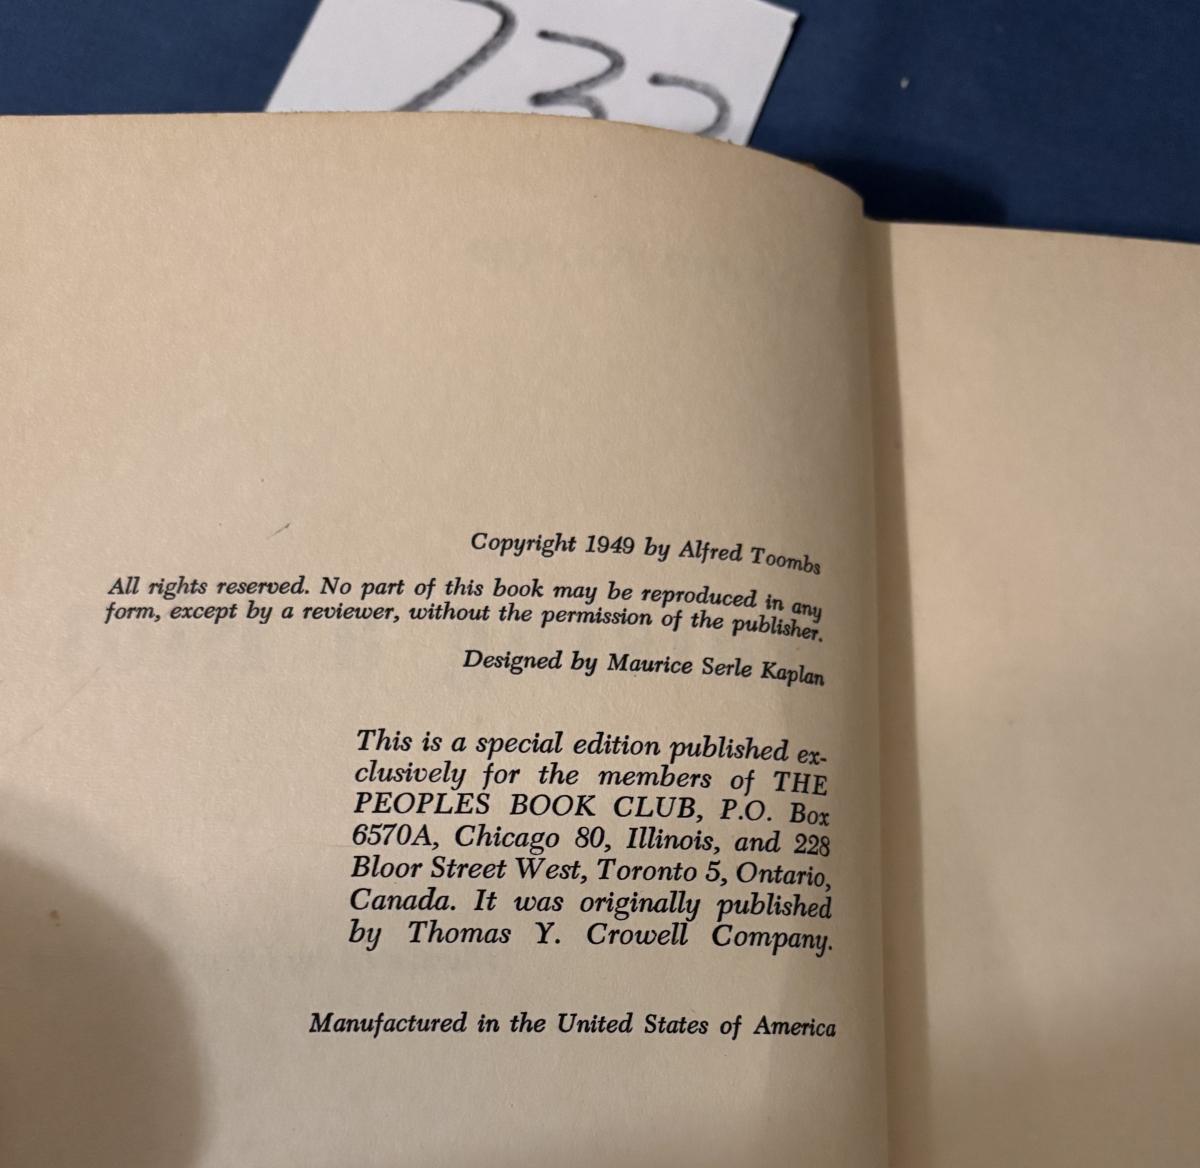 732
Copyright 1949 by Alfred Toombs
All rights reserved. No part of this book may be reproduced in any
form, except by a reviewer, without the permission of the publisher.
Designed by Maurice Serle Kaplan
This is a special edition published ex-
clusively for the members of THE
PEOPLES BOOK CLUB, P.O. Box
6570A, Chicago 80, Illinois, and 228
Bloor Street West, Toronto 5, Ontario,
Canada. It was originally published
by Thomas Y. Crowell Company.
Manufactured in the United States of America